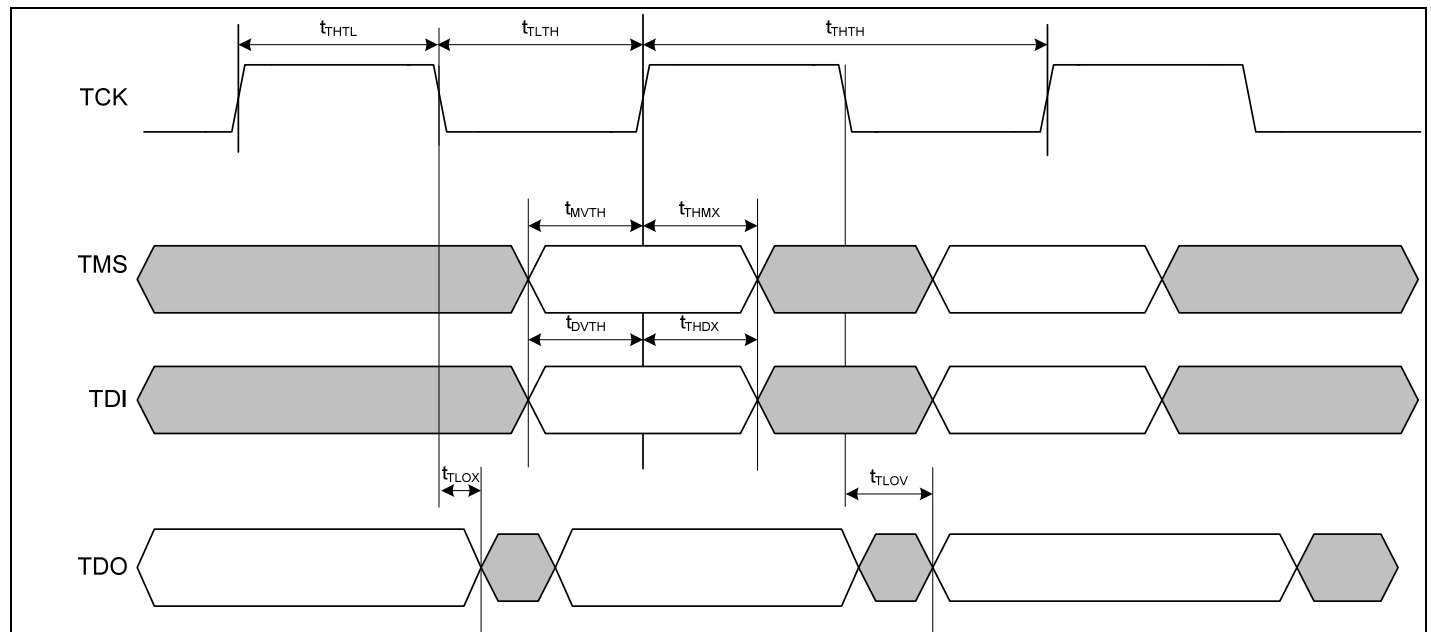 tTHTL tTLTH tTHTH
TCK
tMVTH tTHMX
TMS
tDVTH tTHDX
TDI
tTLOX tTLOV
TDO